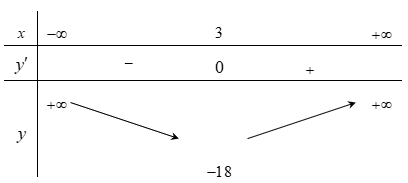 x −∞ 3 +∞
y′ − 0 +
+∞ +∞
y
−18